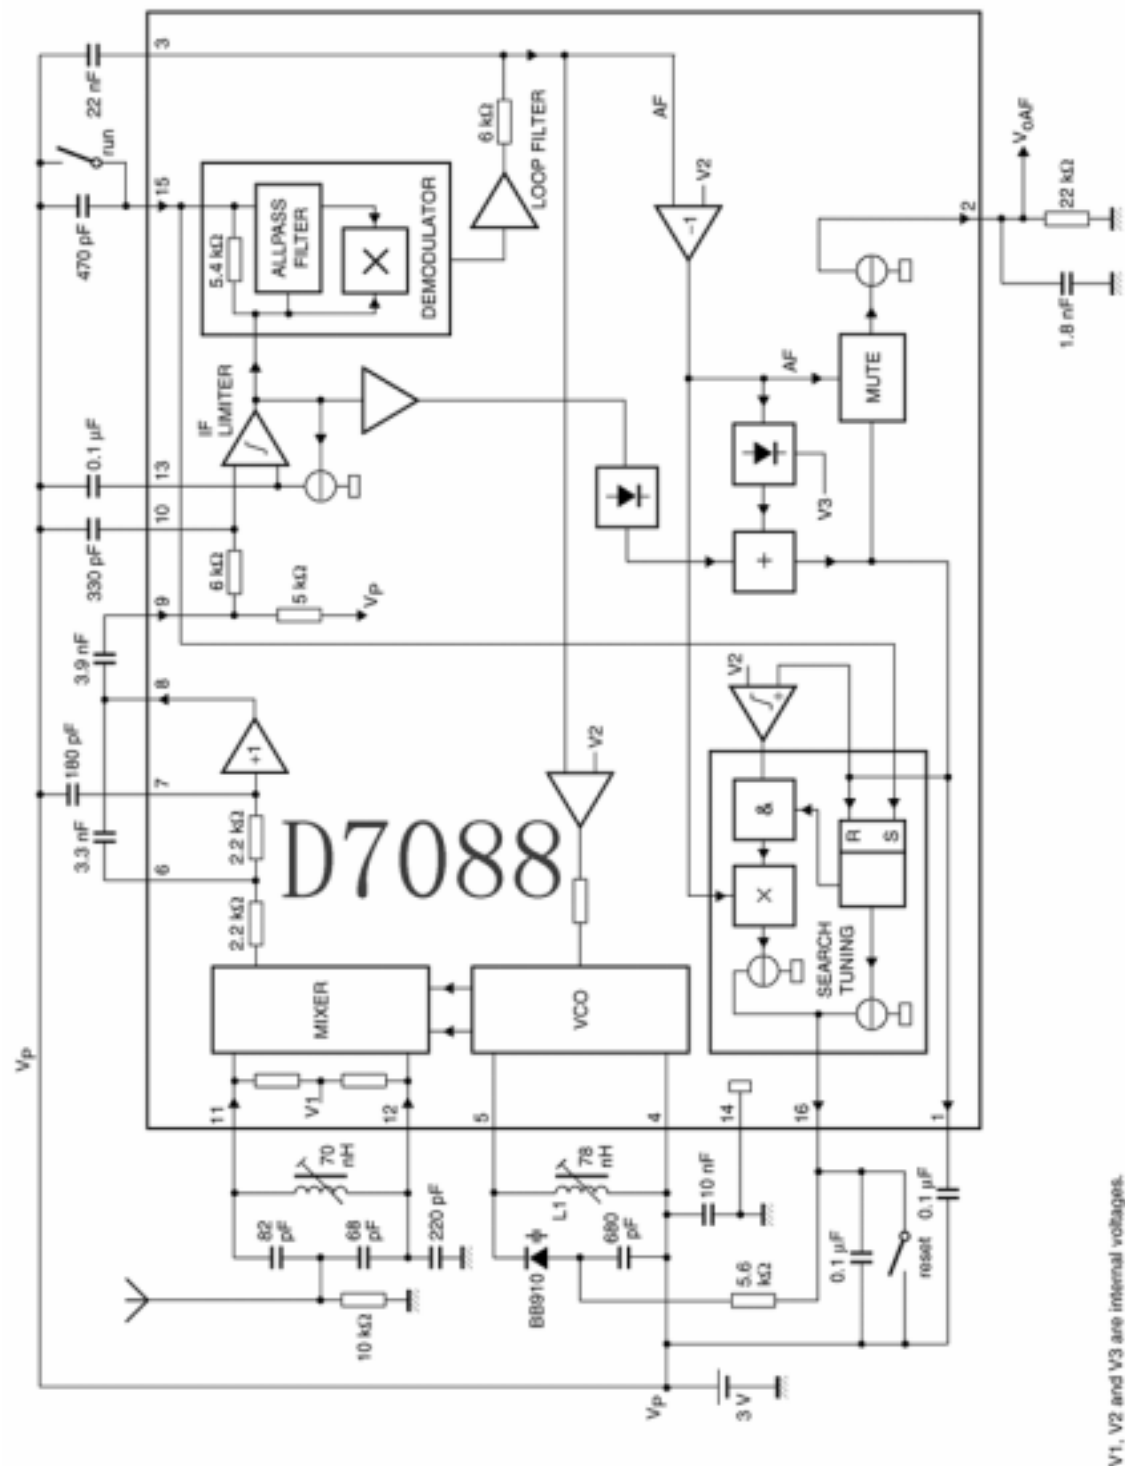 22 nF
3
run
470 pF
15
5.4 kΩ
ALLPASS
FILTER
DEMODULATOR
6 kΩ
LOOP FILTER
AF
V2
-1
2
VoAF
22 kΩ
1.8 nF
0.1 µF
13
IF
LIMITER
330 pF
10
6 kΩ
9
5 kΩ
VP
AF
MUTE
V3
+
3.9 nF
8
180 pF
7
+1
3.3 nF
6
2.2 kΩ
2.2 kΩ
D7088
V2
V2
&
R
S
SEARCH
TUNING
MIXER
VCO
VP
11
V1
12
5
4
14
16
1
70
nH
82
pF
68
pF
220 pF
10 kΩ
78
nH
L1
BB910
680
pF
10 nF
5.6
kΩ
0.1 µF
reset
0.1 µF
VP
3 V
V1, V2 and V3 are internal voltages.